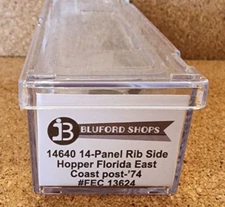 BLUFORD SHOPS
14640 14-Panel Rib Side
Hopper Florida East
Coast post-'74
#FEC 13624